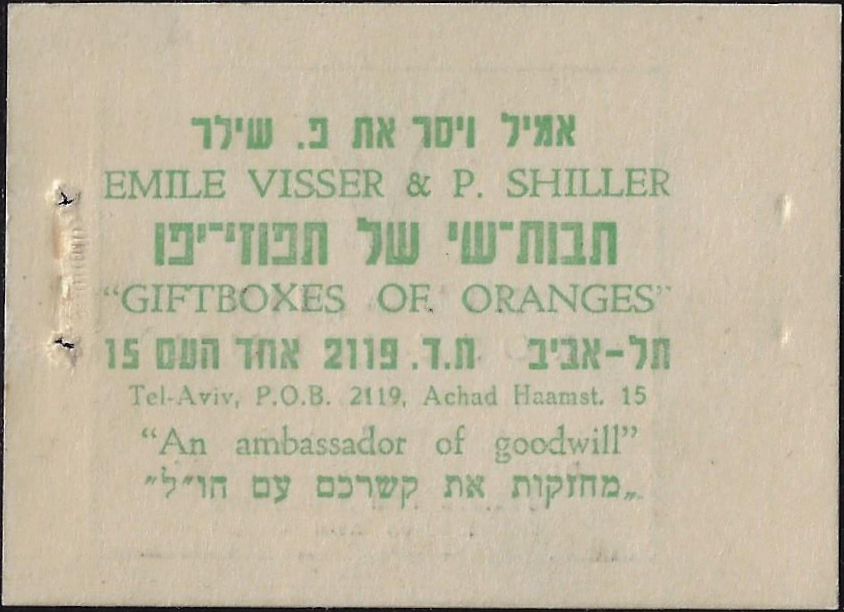 אמיל ויסר את פ. שילר
EMILE VISSER & P. SHILLER
תבות־שי של תפוזי־יפו
"GIFTBOXES OF ORANGES"
תל-אביב ת.ד. 2119 אחד העם 15
Tel-Aviv, P.O.B. 2119, Achad Haamst. 15
"An ambassador of goodwill"
„מחזקות את קשרכם עם חו״ל״